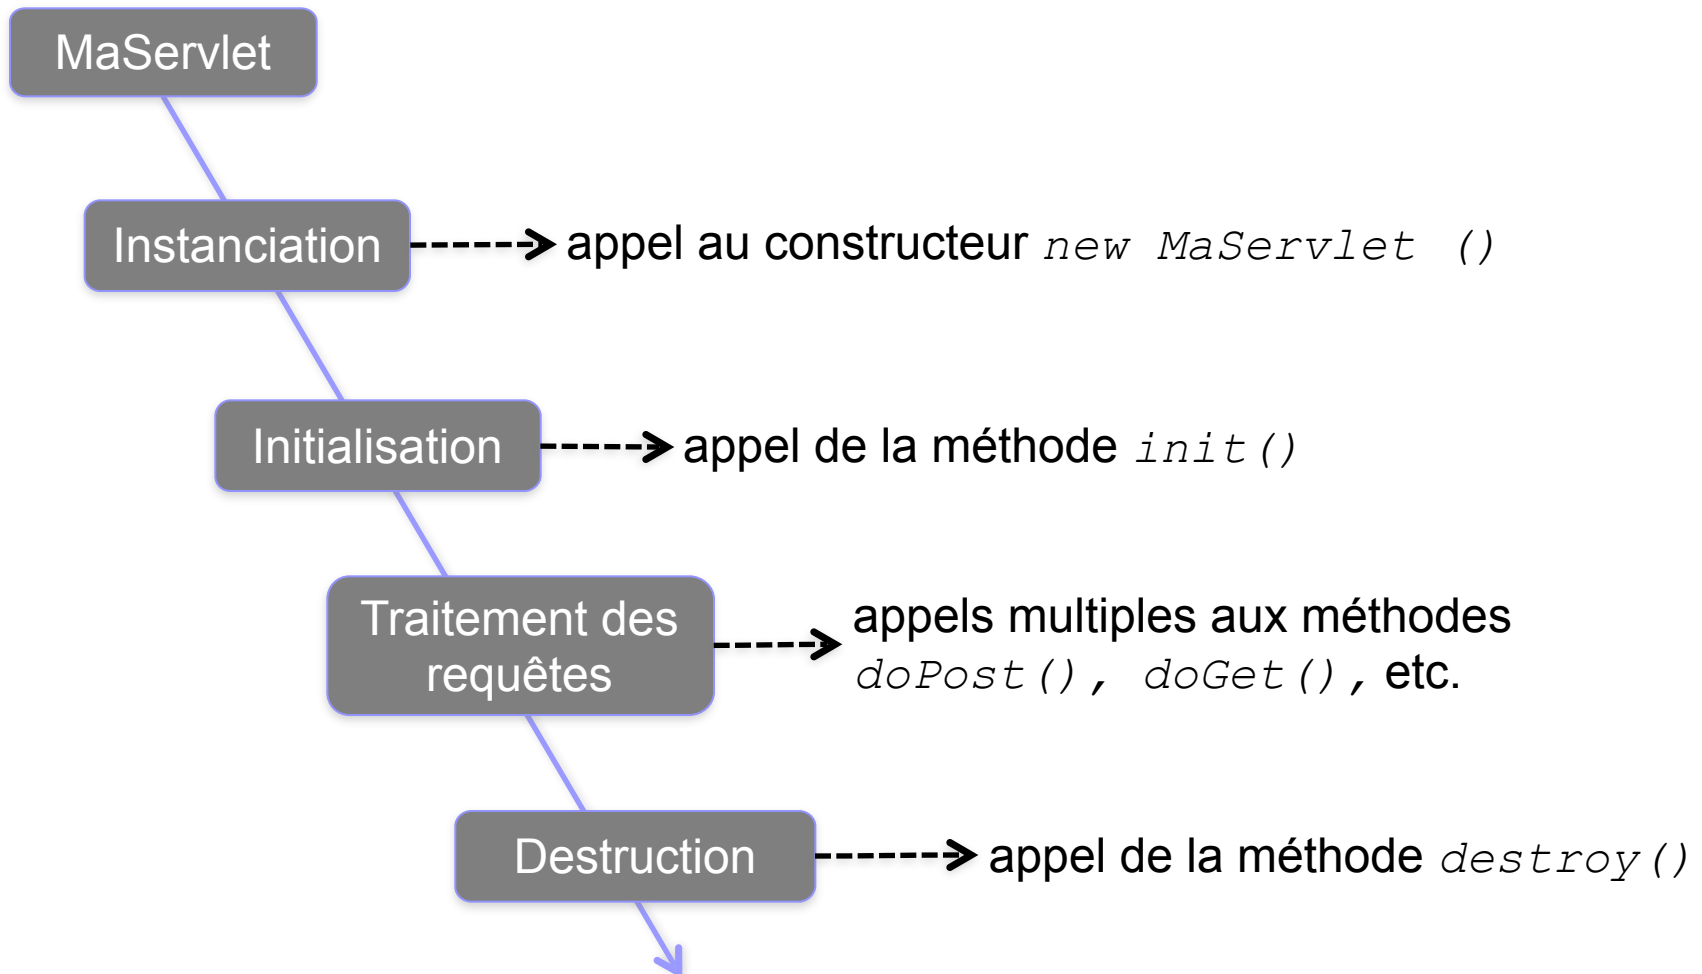 MaServlet
Instanciation
appel au constructeur new MaServlet ()
Initialisation
appel de la méthode init()
Traitement des
requêtes
appels multiples aux méthodes
doPost(), doGet(), etc.
Destruction
appel de la méthode destroy()